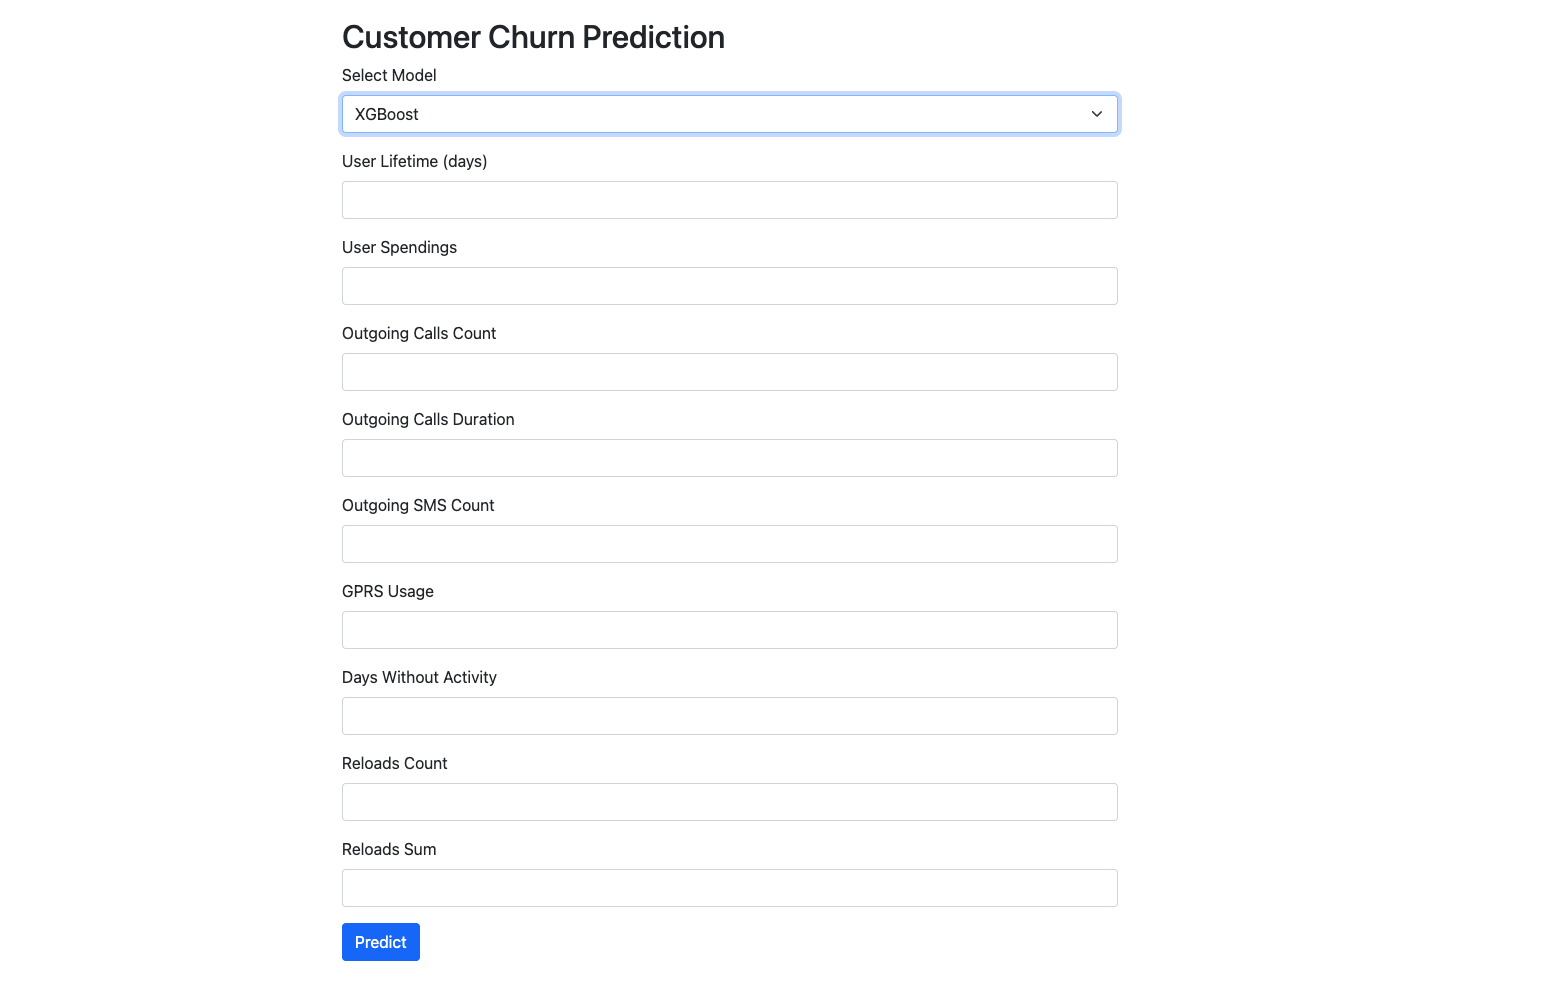 Customer Churn Prediction
Select Model
XGBoost
User Lifetime (days)
User Spendings
Outgoing Calls Count
Outgoing Calls Duration
Outgoing SMS Count
GPRS Usage
Days Without Activity
Reloads Count
Reloads Sum
Predict